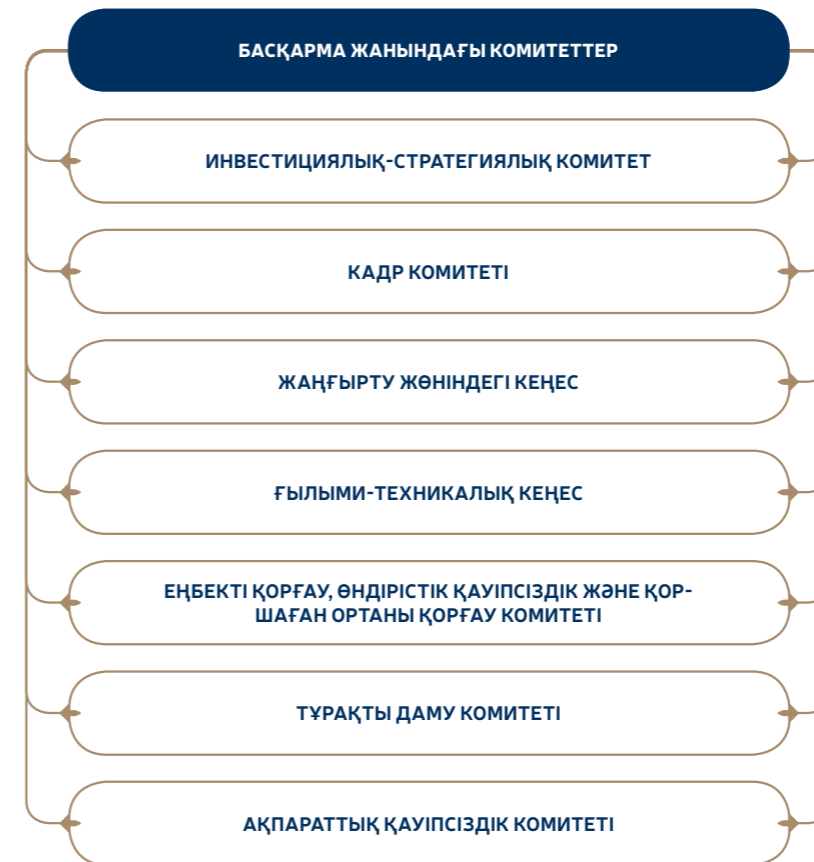 БАСҚАРМА ЖАНЫНДАҒЫ КОМИТЕТТЕР
ИНВЕСТИЦИЯЛЫҚ-СТРАТЕГИЯЛЫҚ КОМИТЕТ
КАДР КОМИТЕТІ
ЖАҢҒЫРТУ ЖӨНІНДЕГІ КЕҢЕС
ҒЫЛЫМИ-ТЕХНИКАЛЫҚ КЕҢЕС
ЕҢБЕКТІ ҚОРҒАУ, ӨНДІРІСТІК ҚАУІПСІЗДІК ЖӘНЕ ҚОР-
ШАҒАН ОРТАНЫ ҚОРҒАУ КОМИТЕТІ
ТҰРАҚТЫ ДАМУ КОМИТЕТІ
АҚПАРАТТЫҚ ҚАУІПСІЗДІК КОМИТЕТІ